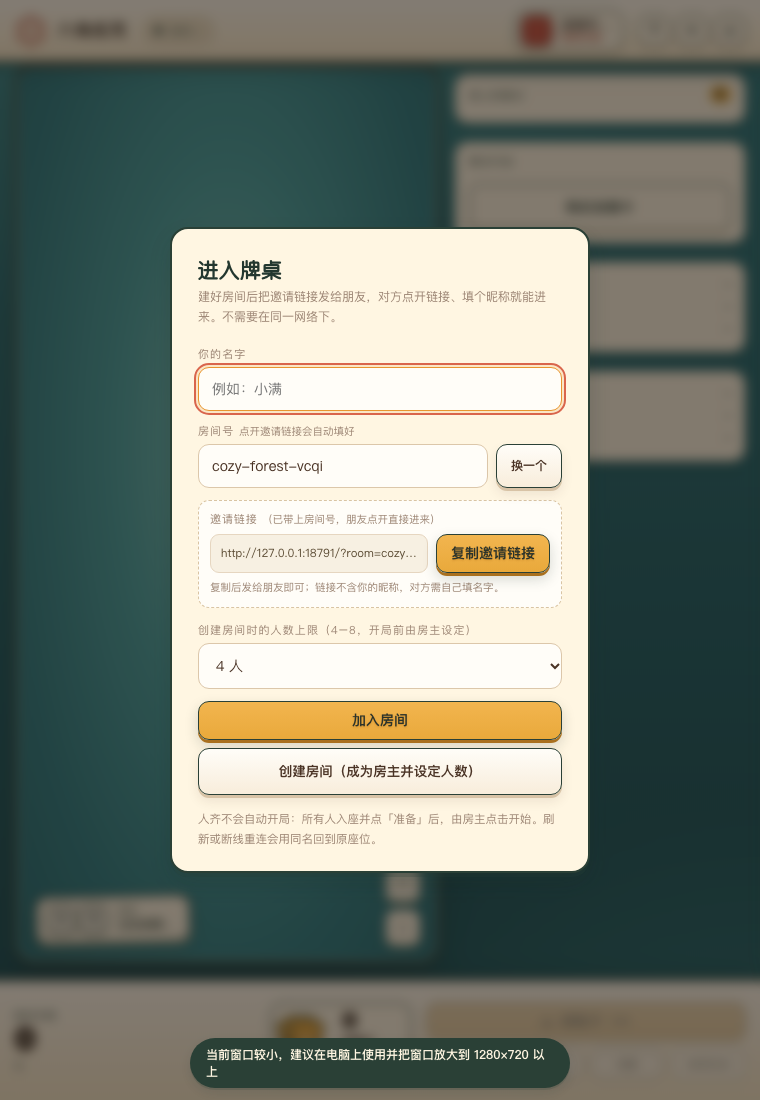 进入牌桌
建好房间后把邀请链接发给朋友，对方点开链接、填个昵称就能进
来。不需要在同一网络下。
你的名字
例如：小满
房间号 点开邀请链接会自动填好
cozy-forest-vcqi
换一个
邀请链接 （已带上房间号，朋友点开直接进来）
http://127.0.0.1:18791/?room=cozy...
复制邀请链接
复制后发给朋友即可；链接不含你的昵称，对方需自己填名字。
创建房间时的人数上限（4–8，开局前由房主设定）
4 人
加入房间
创建房间（成为房主并设定人数）
人齐不会自动开局：所有人入座并点「准备」后，由房主点击开始。刷
新或断线重连会用同名回到原座位。
当前窗口较小，建议在电脑上使用并把窗口放大到 1280×720 以
上